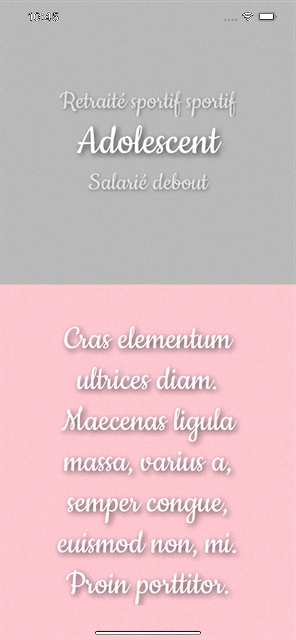 10:45
Retraité sportif sportif
Adolescent
Salarié debout
Cras elementum
ultrices diam.
Maecenas ligula
massa, varius a,
semper congue,
euismod non, mi.
Proin porttitor.